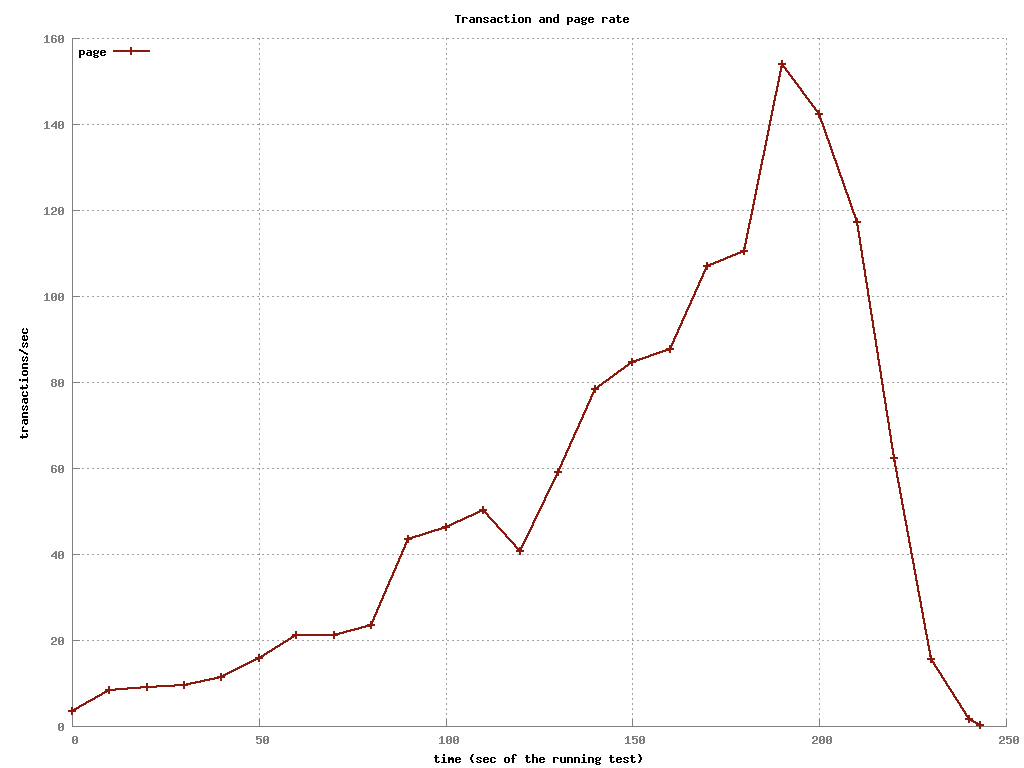 Transaction and page rate
page
160
140
120
100
80
60
40
20
0
transactions/sec
0 50 100 150 200 250
time (sec of the running test)